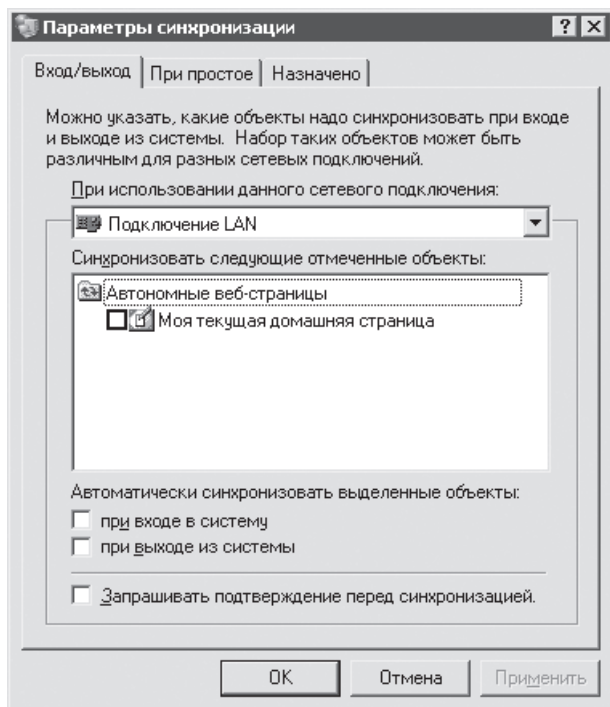 Параметры синхронизации
Вход/выход
При простое
Назначено
Можно указать, какие объекты надо синхронизовать при входе
и выходе из системы. Набор таких объектов может быть
различным для разных сетевых подключений.
При использовании данного сетевого подключения:
Подключение LAN
Синхронизовать следующие отмеченные объекты:
Автономные веб-страницы
Моя текущая домашняя страница
Автоматически синхронизовать выделенные объекты:
при входе в систему
при выходе из системы
Запрашивать подтверждение перед синхронизацией.
OK
Отмена
Применить